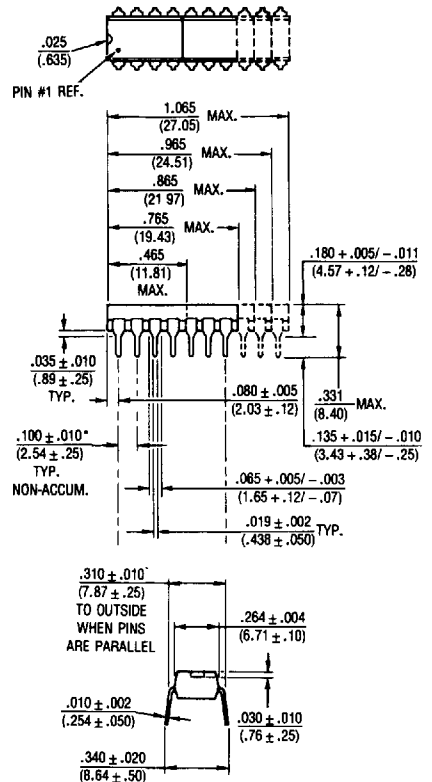 .025
(.635)
PIN #1 REF.
1.065
(27.05)
MAX.
.965
(24.51)
MAX.
.865
(21 97)
MAX.
.765
(19.43)
MAX.
.465
(11.81)
MAX.
.180 + .005/ − .011
(4.57 + .12/ − .28)
.035 ± .010
(.89 ± .25)
TYP.
.080 ± .005
(2.03 ± .12)
.331
(8.40)
MAX.
.100 ± .010*
(2.54 ± .25)
TYP.
NON-ACCUM.
.135 + .015/ − .010
(3.43 + .38/ − .25)
.065 + .005/ − .003
(1.65 + .12/ − .07)
.019 ± .002
(.438 ± .050)
TYP.
.310 ± .010
(7.87 ± .25)
TO OUTSIDE
WHEN PINS
ARE PARALLEL
.264 ± .004
(6.71 ± .10)
.010 ± .002
(.254 ± .050)
.030 ± .010
(.76 ± .25)
.340 ± .020
(8.64 ± .50)